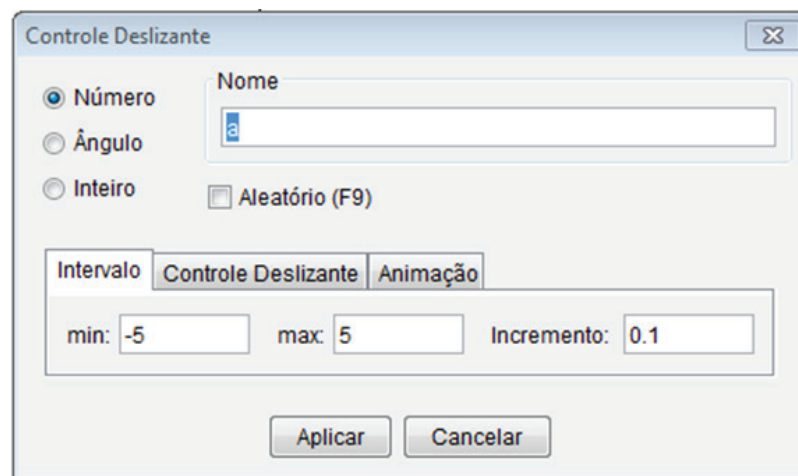 Controle Deslizante
Número
Ângulo
Inteiro
Nome
a
Aleatório (F9)
Intervalo Controle Deslizante Animação
min: -5 max: 5 Incremento: 0.1
Aplicar Cancelar